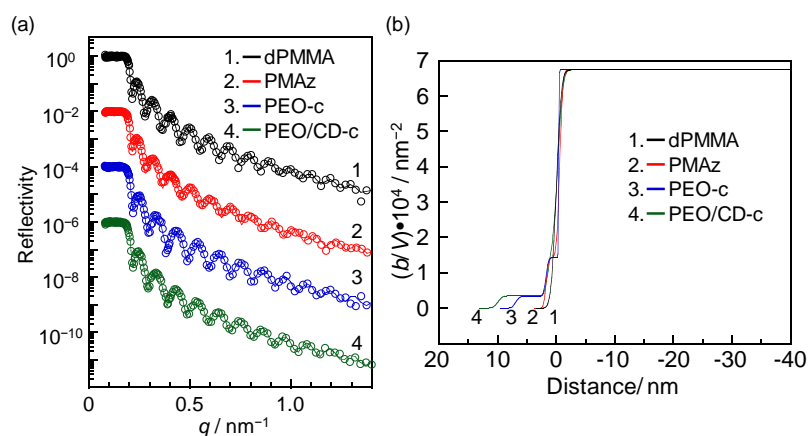 (a)
Reflectivity
10⁰
10⁻²
10⁻⁴
10⁻⁶
10⁻⁸
10⁻¹⁰
1. dPMMA
2. PMAz
3. PEO-c
4. PEO/CD-c
1
2
3
4
0 0.5 1.0
q / nm⁻¹
(b)
(b/V)•10⁴ / nm⁻²
7
6
5
4
3
2
1
0
1. dPMMA
2. PMAz
3. PEO-c
4. PEO/CD-c
4 3 2 1
20 10 0 -10 -20 -30 -40
Distance/ nm